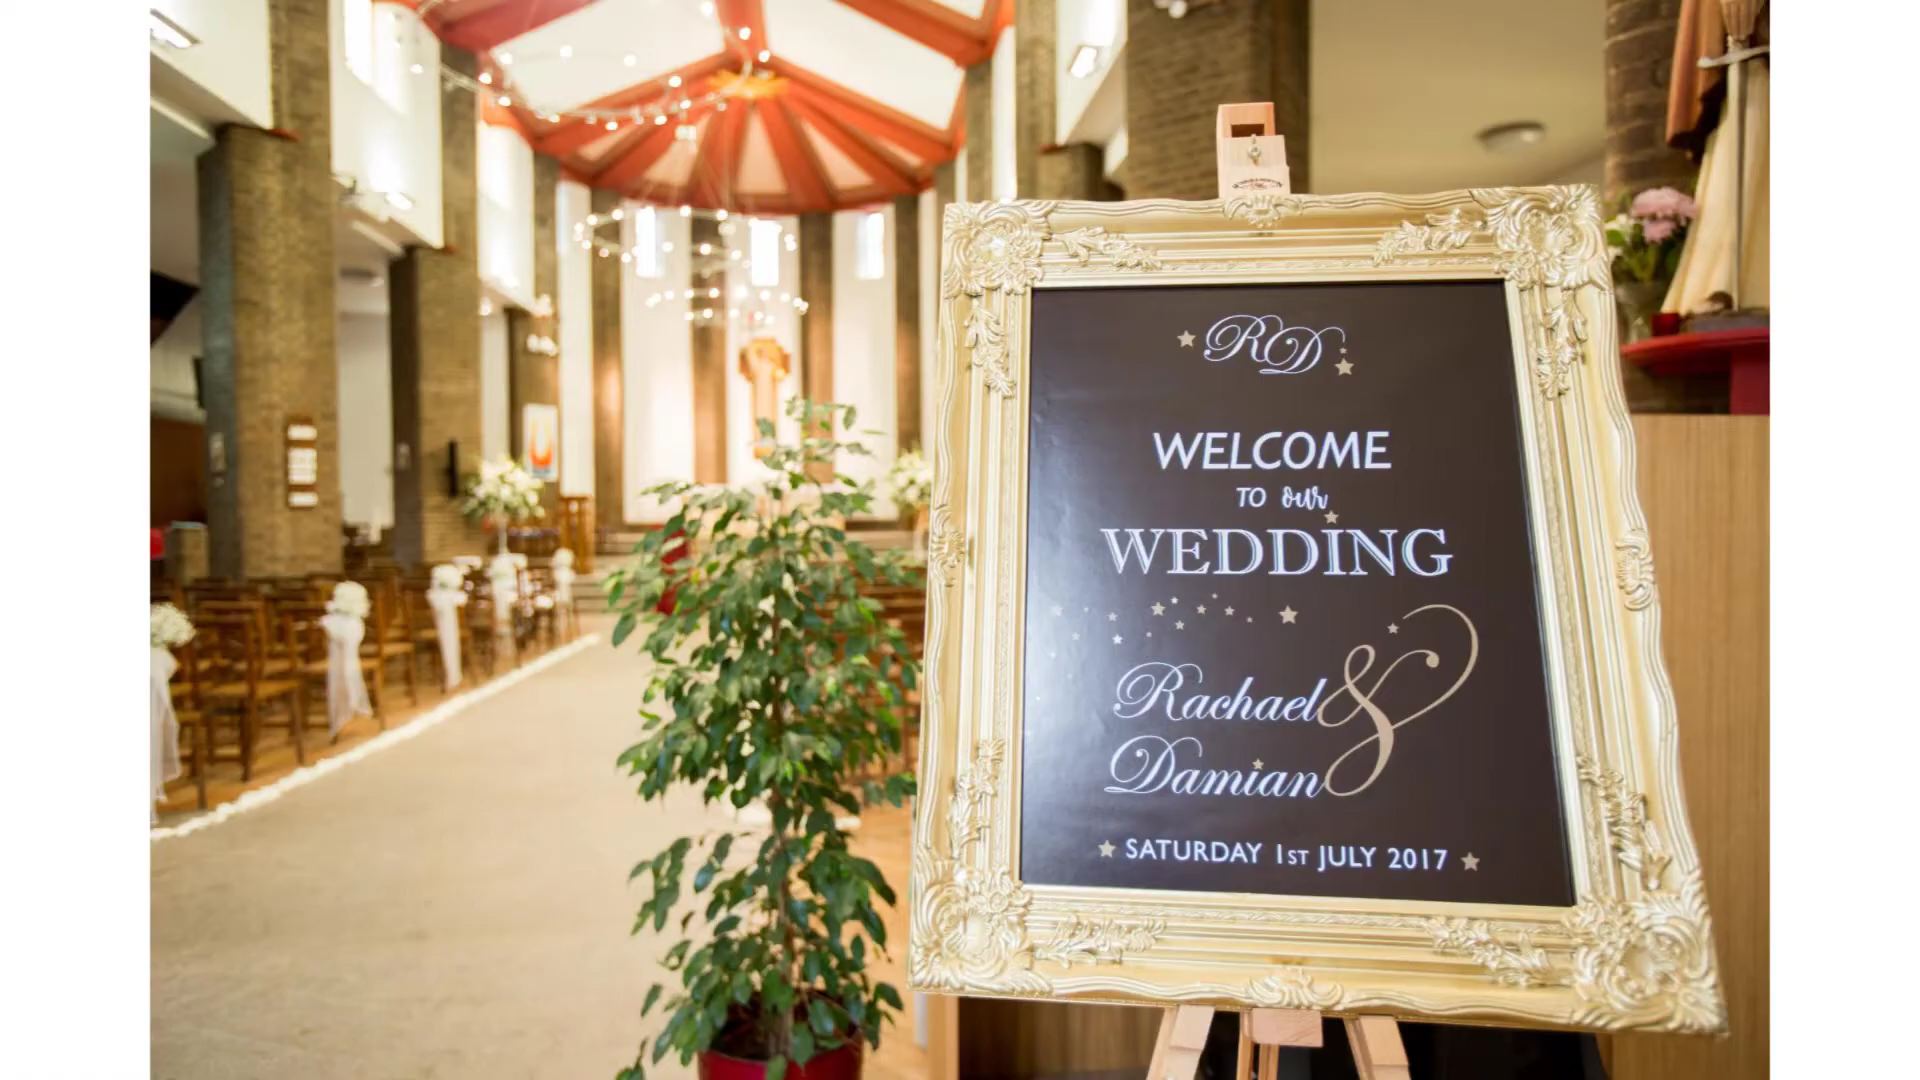 RD
WELCOME
TO our
WEDDING
Rachael &
Damian
SATURDAY 1ST JULY 2017